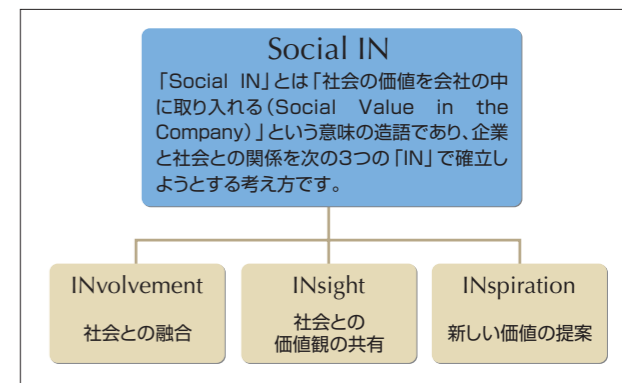 Social IN
「Social IN」とは「社会の価値を会社の中
に取り入れる(Social Value in the
Company)」という意味の造語であり、企業
と社会との関係を次の3つの「IN」で確立し
ようとする考え方です。
INvolvement
社会との融合
INsight
社会との
価値観の共有
INspiration
新しい価値の提案